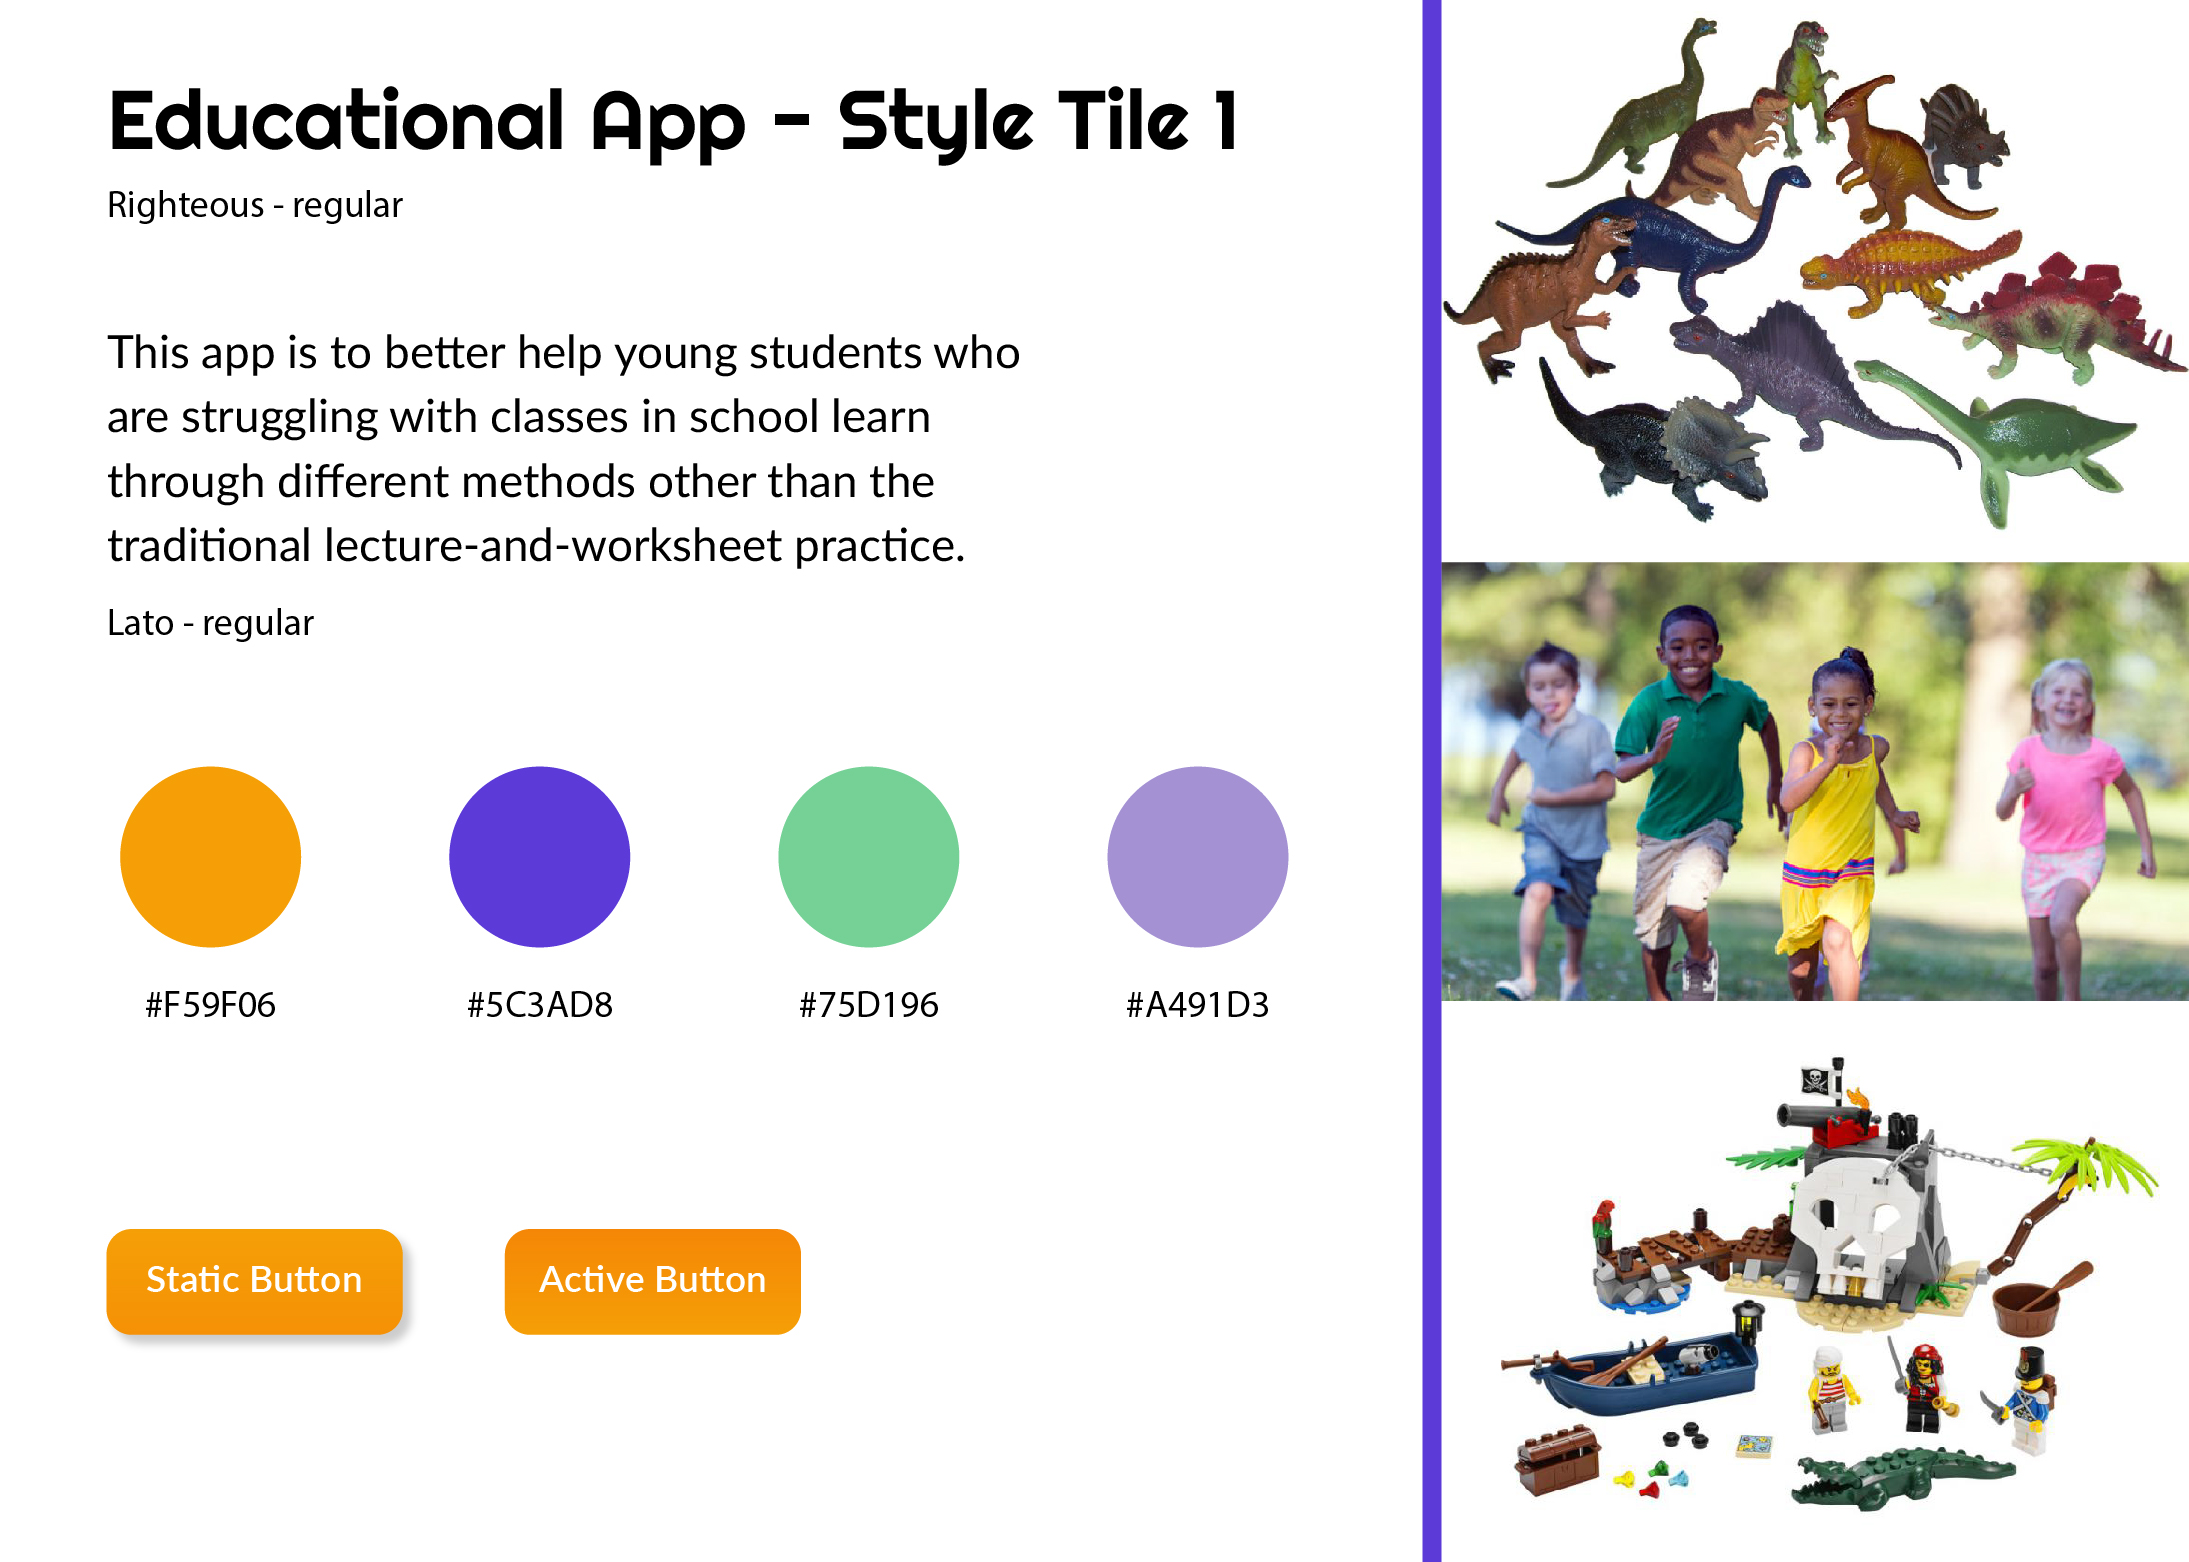 Educational App - Style Tile 1
Righteous - regular
This app is to better help young students who
are struggling with classes in school learn
through different methods other than the
traditional lecture-and-worksheet practice.
Lato - regular
#F59F06
#5C3AD8
#75D196
#A491D3
Static Button
Active Button